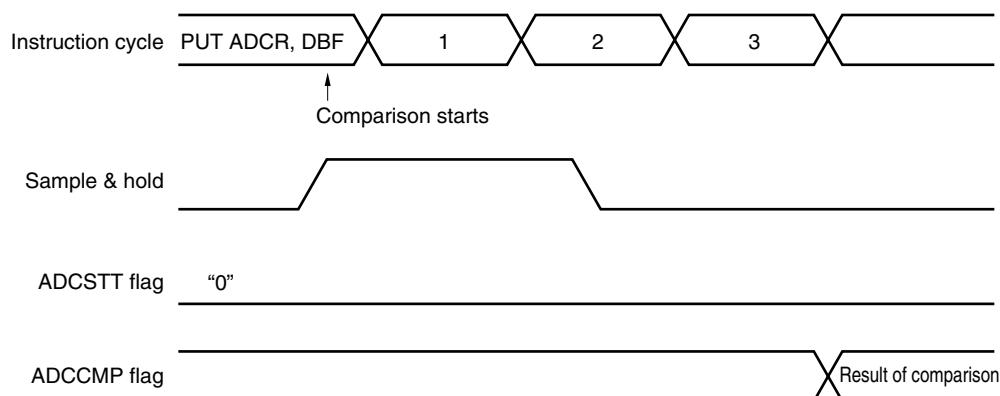 Instruction cycle PUT ADCR, DBF 1 2 3
Comparison starts
Sample & hold
ADCSTT flag “0”
ADCCMP flag Result of comparison